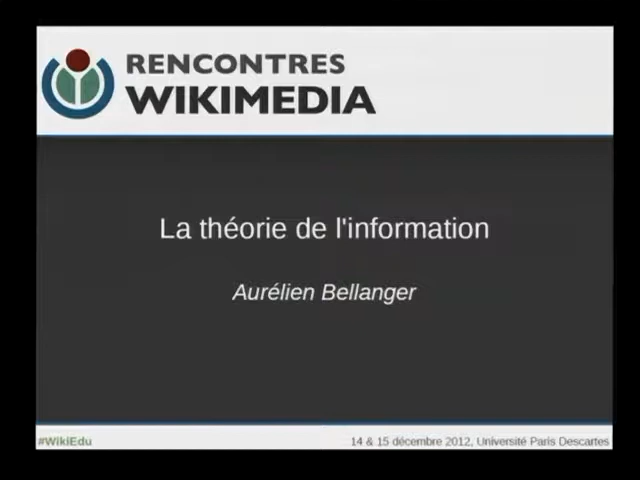 RENCONTRES
WIKIMEDIA
La théorie de l'information
Aurélien Bellanger
#WikiEdu
14 & 15 décembre 2012, Université Paris Descartes